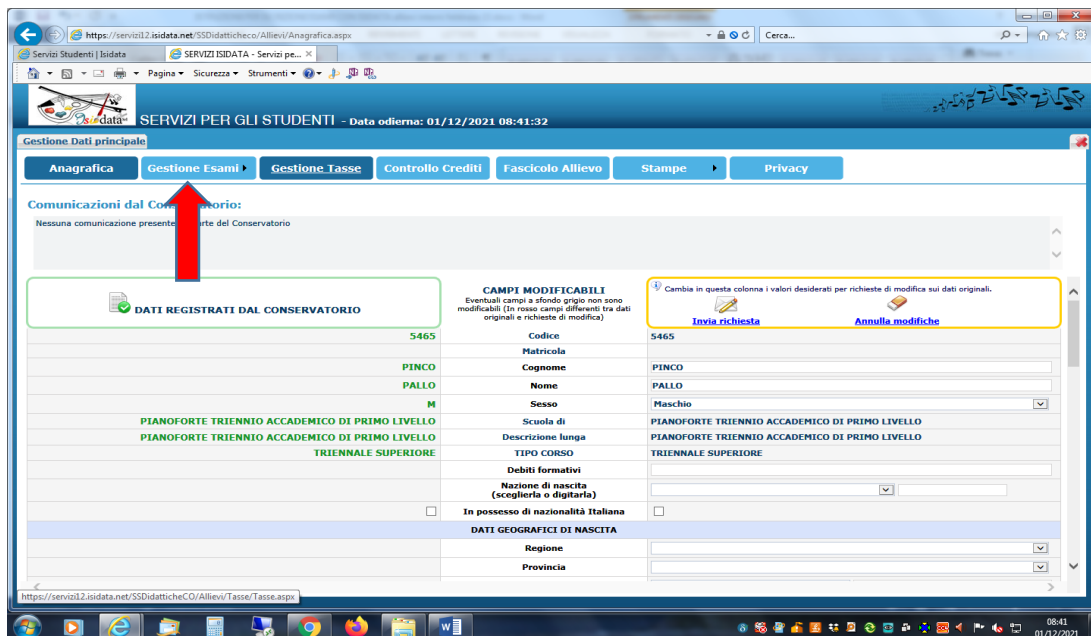 https://servizi12.isidata.net/SSDidatticheco/Allievi/Anagrafica.aspx
Cerca...
Servizi Studenti | Isidata
SERVIZI ISIDATA - Servizi pe...
Pagina Sicurezza Strumenti
Isidata SERVIZI PER GLI STUDENTI - Data odierna: 01/12/2021 08:41:32
Gestione Dati principale
Anagrafica Gestione Esami Gestione Tasse Controllo Crediti Fascicolo Allievo Stampe Privacy
Comunicazioni dal
Nessuna comunicazione presente arte del Conservatorio
DATI REGISTRATI DAL CONSERVATORIO
CAMPI MODIFICABILI
Eventuali campi a sfondo grigio non sono
modificabili (In rosso campi differenti tra dati
originali e richieste di modifica)
Cambia in questa colonna i valori desiderati per richieste di modifica sui dati originali.
Invia richiesta Annulla modifiche
5465 Codice 5465
Matricola
PINCO Cognome PINCO
PALLO Nome PALLO
M Sesso Maschio
PIANOFORTE TRIENNIO ACCADEMICO DI PRIMO LIVELLO Scuola di PIANOFORTE TRIENNIO ACCADEMICO DI PRIMO LIVELLO
PIANOFORTE TRIENNIO ACCADEMICO DI PRIMO LIVELLO Descrizione lunga PIANOFORTE TRIENNIO ACCADEMICO DI PRIMO LIVELLO
TRIENNALE SUPERIORE TIPO CORSO TRIENNALE SUPERIORE
Debiti formativi
Nazione di nascita
(sceglierla o digitarla)
In possesso di nazionalità Italiana
DATI GEOGRAFICI DI NASCITA
Regione
Provincia
https://servizi12.isidata.net/SSDidatticheCO/Allievi/Tasse/Tasse.aspx
08:41
01/12/2021